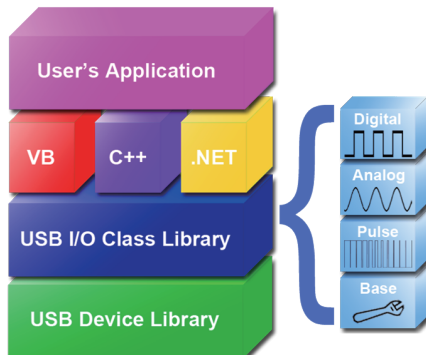 User's Application
VB
C++
.NET
USB I/O Class Library
USB Device Library
Digital
Analog
Pulse
Base